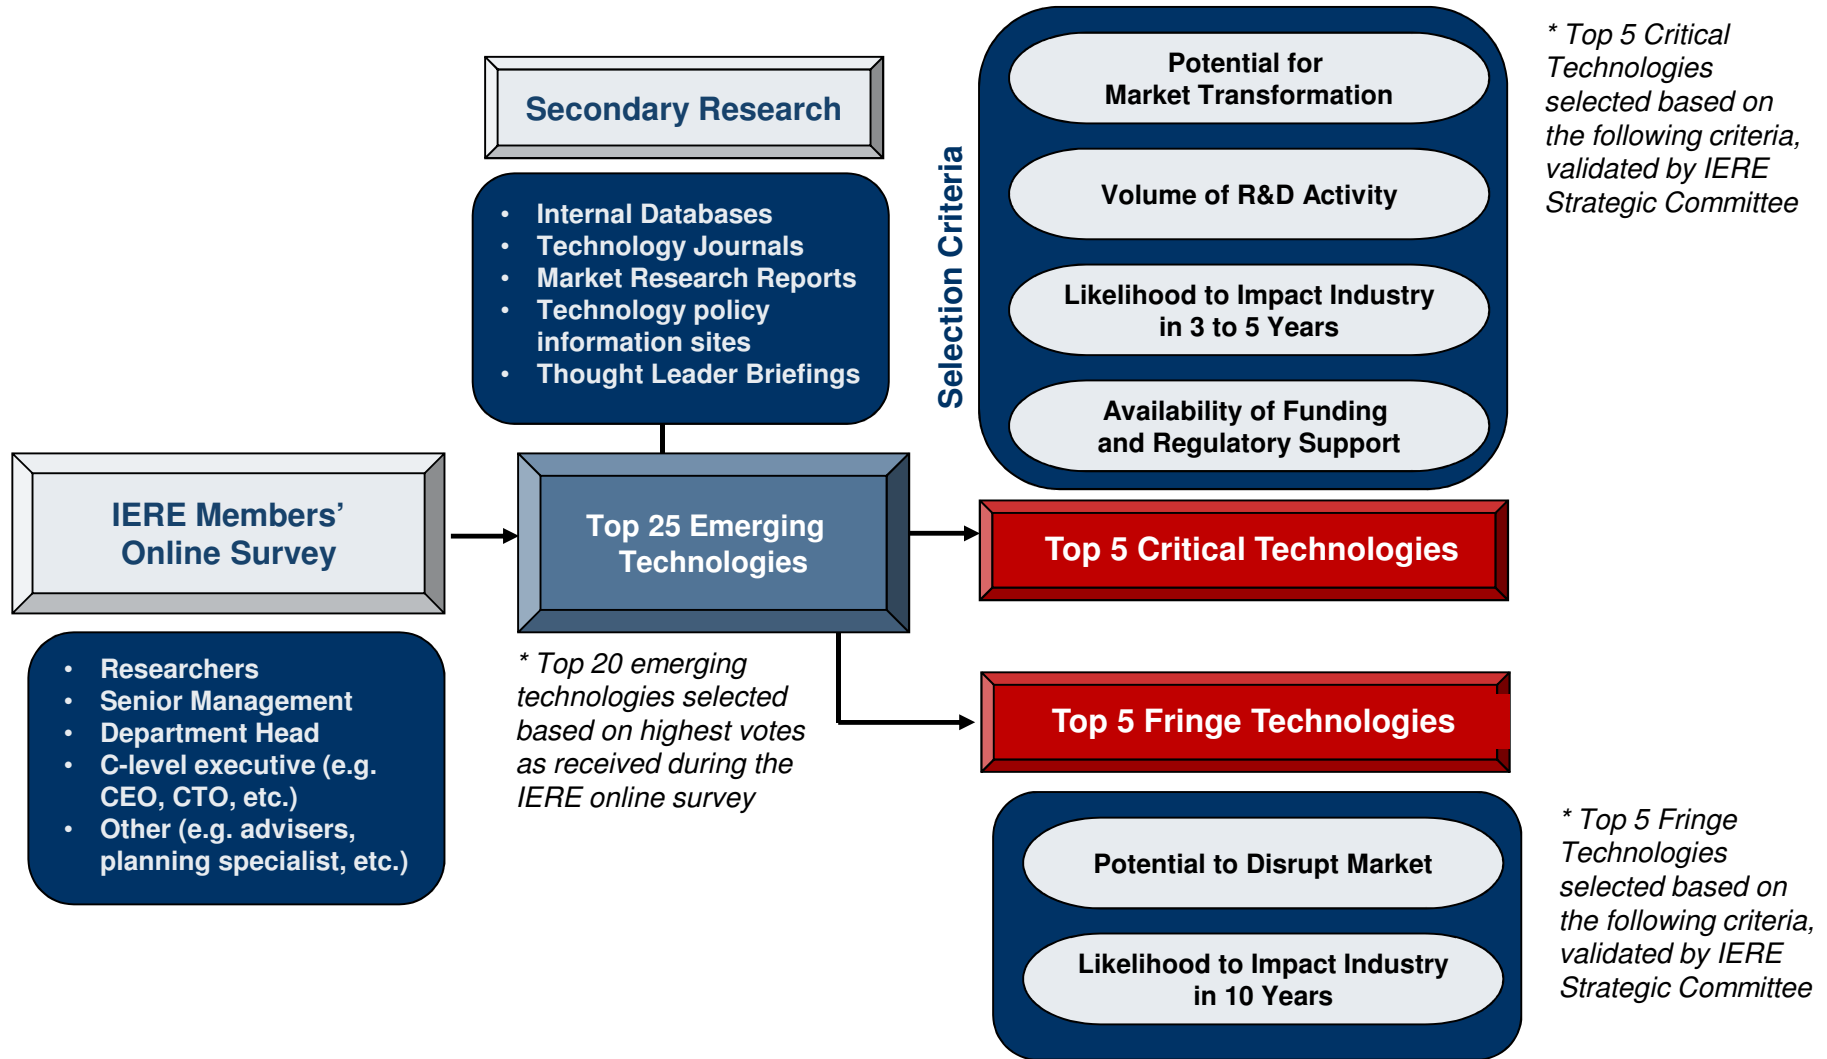 Secondary Research
• Internal Databases
• Technology Journals
• Market Research Reports
• Technology policy
information sites
• Thought Leader Briefings
IERE Members’
Online Survey
• Researchers
• Senior Management
• Department Head
• C-level executive (e.g.
CEO, CTO, etc.)
• Other (e.g. advisers,
planning specialist, etc.)
Top 25 Emerging
Technologies
* Top 20 emerging
technologies selected
based on highest votes
as received during the
IERE online survey
Selection Criteria
Potential for
Market Transformation
Volume of R&D Activity
Likelihood to Impact Industry
in 3 to 5 Years
Availability of Funding
and Regulatory Support
* Top 5 Critical
Technologies
selected based on
the following criteria,
validated by IERE
Strategic Committee
Top 5 Critical Technologies
Top 5 Fringe Technologies
Potential to Disrupt Market
Likelihood to Impact Industry
in 10 Years
* Top 5 Fringe
Technologies
selected based on
the following criteria,
validated by IERE
Strategic Committee